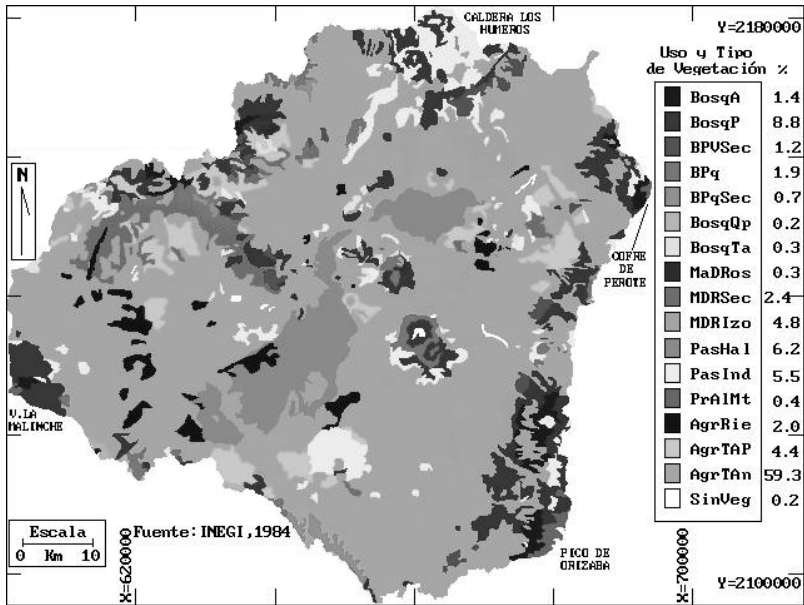 CALDERA LOS
HUMEROS
Y=2180000
Uso y Tipo
de Vegetación %
BosqA 1.4
BosqP 8.8
BPVSec 1.2
BPq 1.9
BPqSec 0.7
BosqQp 0.2
BosqTa 0.3
MaDRos 0.3
MDRSec 2.4
MDRIzo 4.8
PasHal 6.2
PasInd 5.5
PrAlMt 0.4
AgrRie 2.0
AgrTAP 4.4
AgrTAn 59.3
SinVeg 0.2
N
COFRE
DE
PEROTE
V.LA
MALINCHE
Escala
0 Km 10
Fuente:INEGI,1984
PICO DE
ORIZABA
X=620000
X=700000
Y=2100000